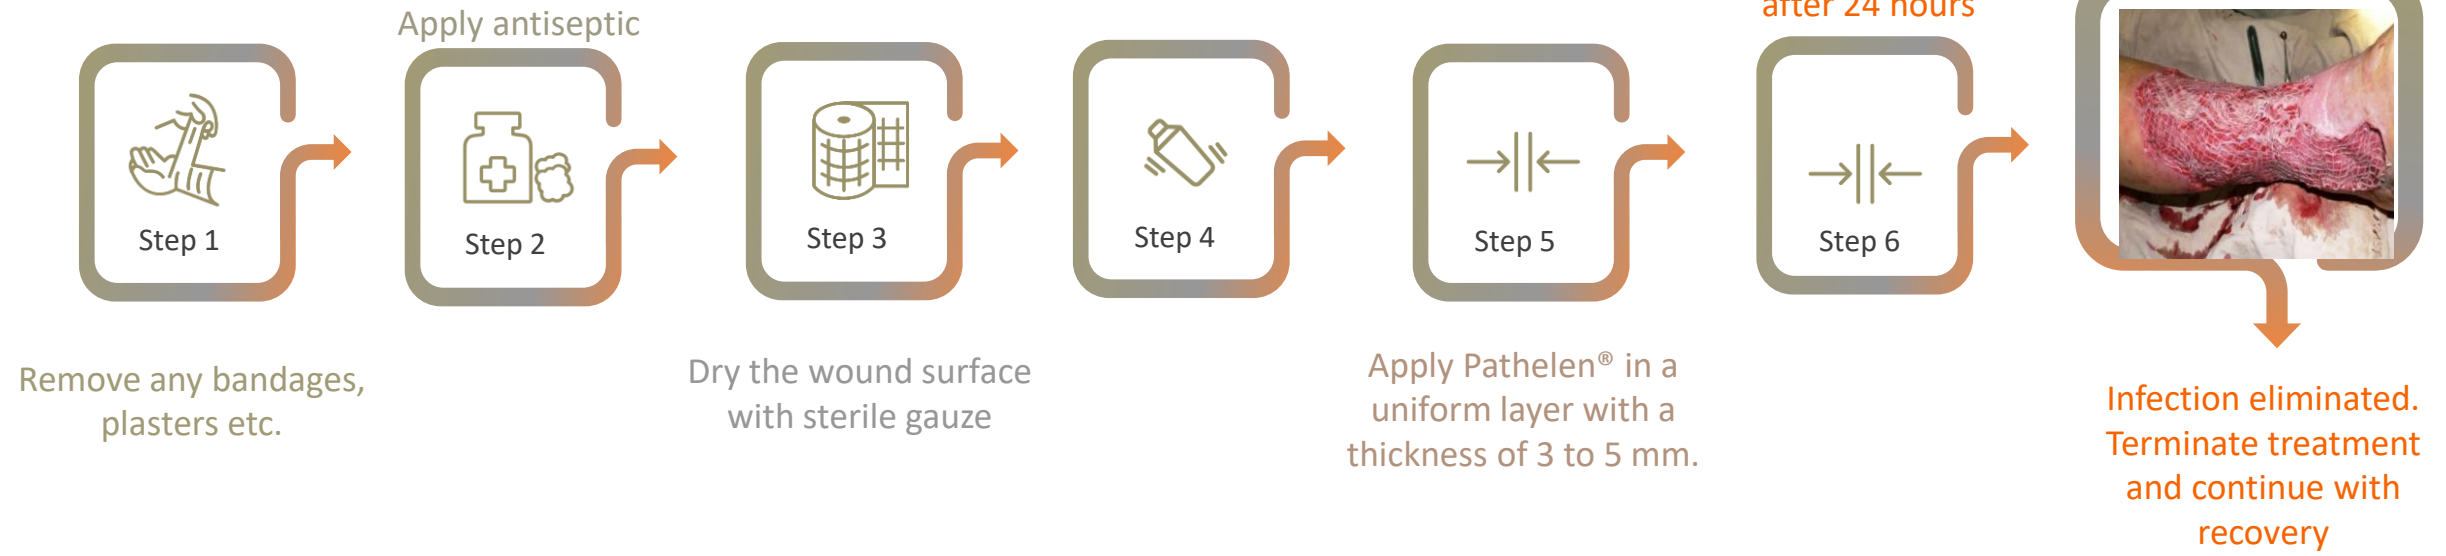 Apply antiseptic
after 24 hours
Step 1
Step 2
Step 3
Step 4
Step 5
Step 6
Remove any bandages,
plasters etc.
Dry the wound surface
with sterile gauze
Apply Pathelen® in a
uniform layer with a
thickness of 3 to 5 mm.
Infection eliminated.
Terminate treatment
and continue with
recovery